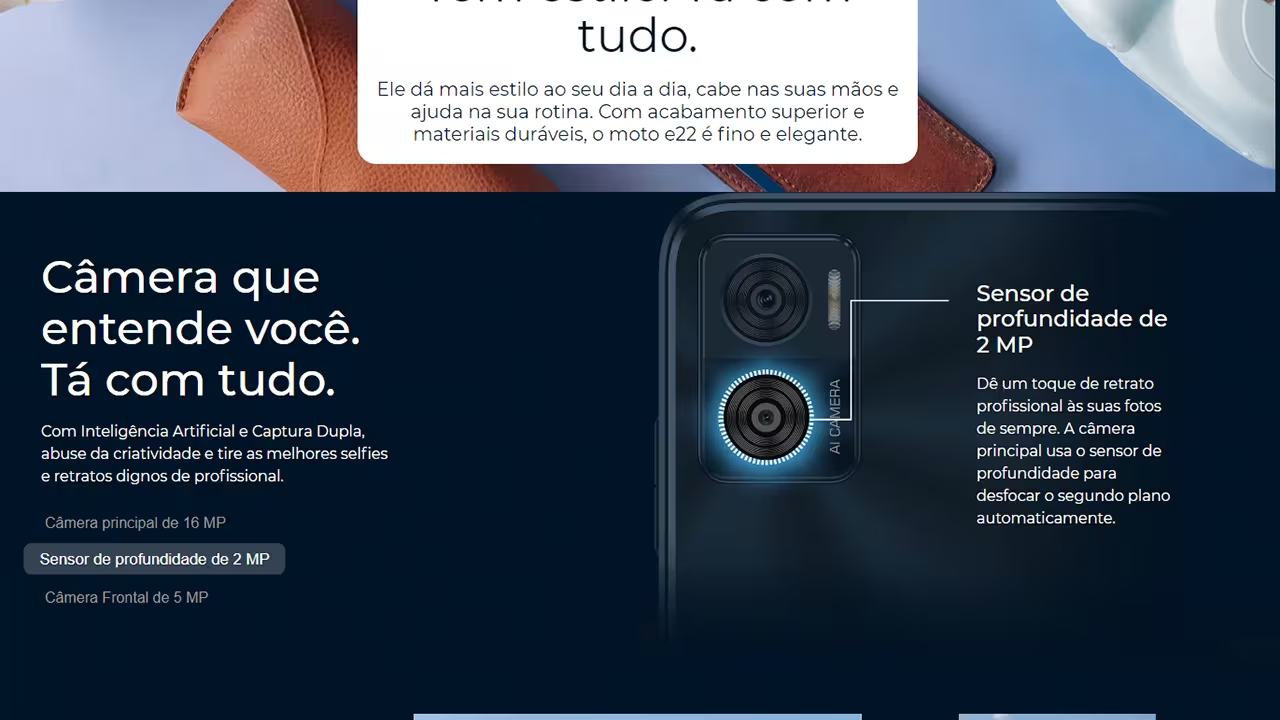 Tem estilo. Tá com
tudo.
Ele dá mais estilo ao seu dia a dia, cabe nas suas mãos e
ajuda na sua rotina. Com acabamento superior e
materiais duráveis, o moto e22 é fino e elegante.
Câmera que
entende você.
Tá com tudo.
Com Inteligência Artificial e Captura Dupla,
abuse da criatividade e tire as melhores selfies
e retratos dignos de profissional.
Câmera principal de 16 MP
Sensor de profundidade de 2 MP
Câmera Frontal de 5 MP
AI CAMERA
Sensor de
profundidade de
2 MP
Dê um toque de retrato
profissional às suas fotos
de sempre. A câmera
principal usa o sensor de
profundidade para
desfocar o segundo plano
automaticamente.